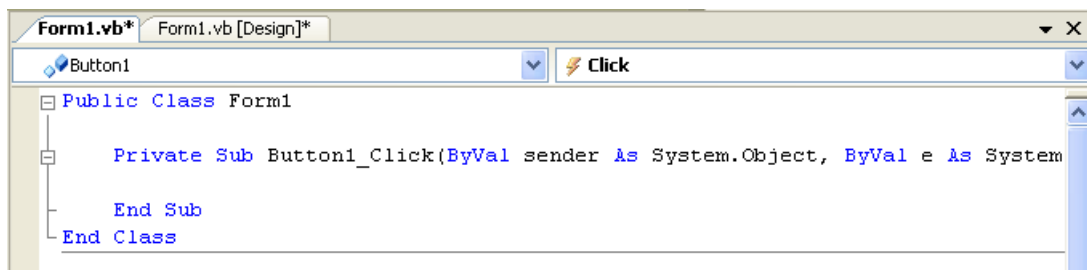 Form1.vb* Form1.vb [Design]*
Button1 Click
Public Class Form1
Private Sub Button1_Click(ByVal sender As System.Object, ByVal e As System
End Sub
End Class